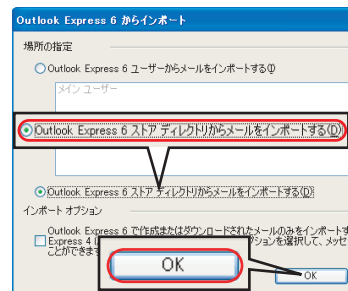 Outlook Express 6 からインポート
場所の指定
Outlook Express 6 ユーザーからメールをインポートする(I)
メイン ユーザー
Outlook Express 6 ストア ディレクトリからメールをインポートする(D)
Outlook Express 6 ストア ディレクトリからメールをインポートする(D)
インポート オプション
Outlook Express 6 で作成またはダウンロードされたメールのみをインポートす
Express 4 ションを選択して、メッセ
ことができます
OK
OK